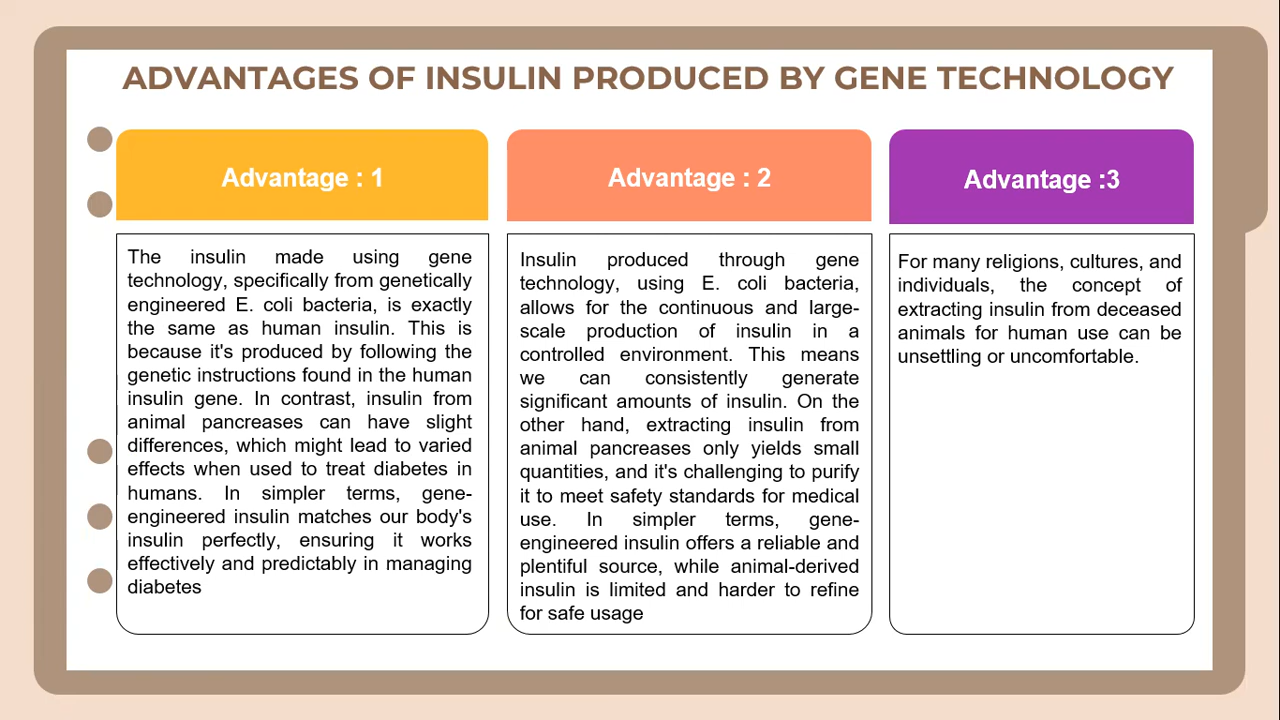 ADVANTAGES OF INSULIN PRODUCED BY GENE TECHNOLOGY
Advantage : 1
The insulin made using gene
technology, specifically from genetically
engineered E. coli bacteria, is exactly
the same as human insulin. This is
because it's produced by following the
genetic instructions found in the human
insulin gene. In contrast, insulin from
animal pancreases can have slight
differences, which might lead to varied
effects when used to treat diabetes in
humans. In simpler terms, gene-
engineered insulin matches our body's
insulin perfectly, ensuring it works
effectively and predictably in managing
diabetes
Advantage : 2
Insulin produced through gene
technology, using E. coli bacteria,
allows for the continuous and large-
scale production of insulin in a
controlled environment. This means
we can consistently generate
significant amounts of insulin. On the
other hand, extracting insulin from
animal pancreases only yields small
quantities, and it's challenging to purify
it to meet safety standards for medical
use. In simpler terms, gene-
engineered insulin offers a reliable and
plentiful source, while animal-derived
insulin is limited and harder to refine
for safe usage
Advantage :3
For many religions, cultures, and
individuals, the concept of
extracting insulin from deceased
animals for human use can be
unsettling or uncomfortable.